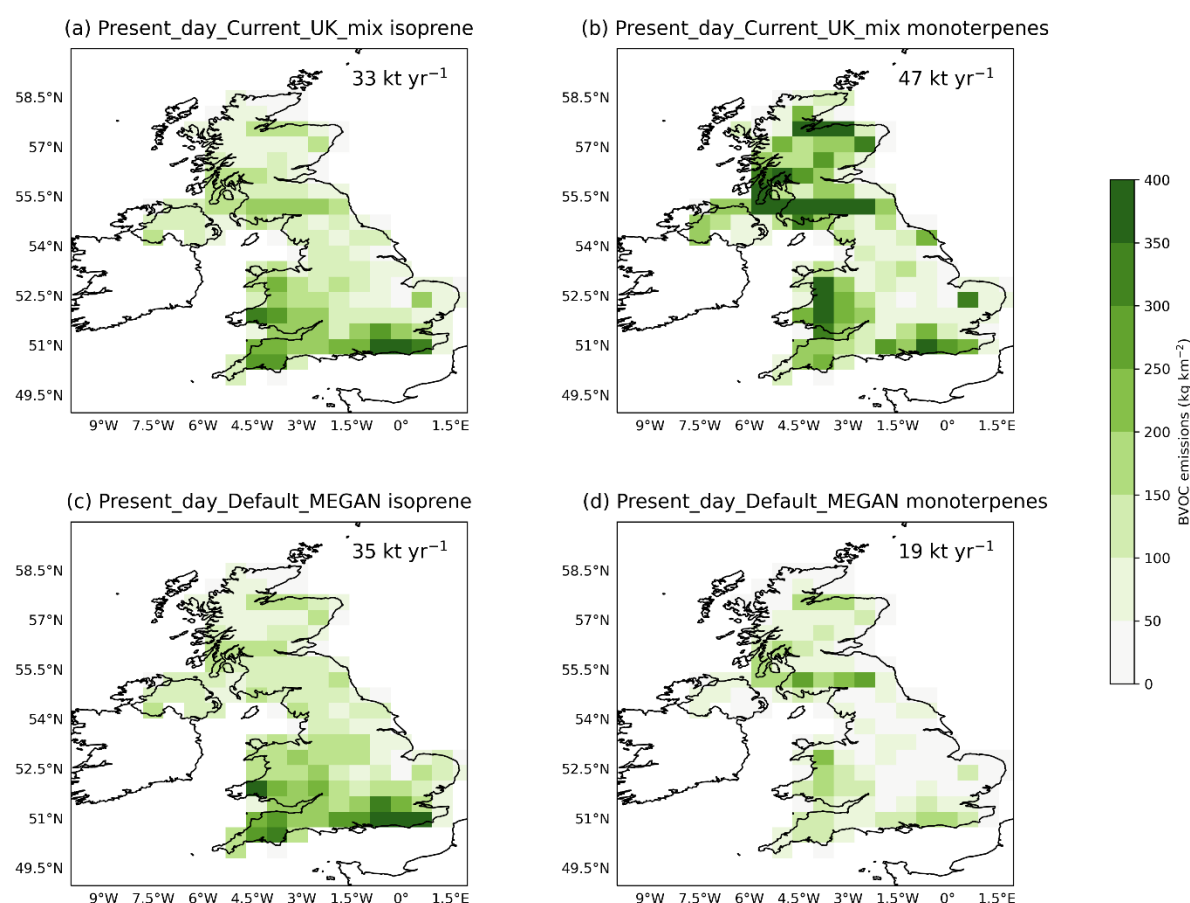 (a) Present_day_Current_UK_mix isoprene
(b) Present_day_Current_UK_mix monoterpenes
33 kt yr⁻¹
47 kt yr⁻¹
58.5°N
57°N
55.5°N
54°N
52.5°N
51°N
49.5°N
58.5°N
57°N
55.5°N
54°N
52.5°N
51°N
49.5°N
9°W 7.5°W 6°W 4.5°W 3°W 1.5°W 0° 1.5°E
9°W 7.5°W 6°W 4.5°W 3°W 1.5°W 0° 1.5°E
400
350
300
250
200
150
100
50
0
BVOC emissions (kg km⁻²)
(c) Present_day_Default_MEGAN isoprene
(d) Present_day_Default_MEGAN monoterpenes
35 kt yr⁻¹
19 kt yr⁻¹
58.5°N
57°N
55.5°N
54°N
52.5°N
51°N
49.5°N
58.5°N
57°N
55.5°N
54°N
52.5°N
51°N
49.5°N
9°W 7.5°W 6°W 4.5°W 3°W 1.5°W 0° 1.5°E
9°W 7.5°W 6°W 4.5°W 3°W 1.5°W 0° 1.5°E